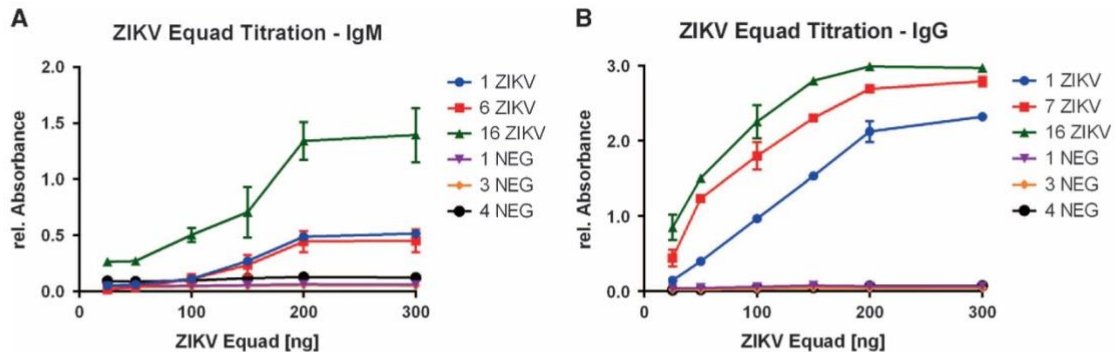 A
ZIKV Equad Titration - IgM
2.0
1.5
1.0
0.5
0.0
rel. Absorbance
0
100
200
300
ZIKV Equad [ng]
1 ZIKV
6 ZIKV
16 ZIKV
1 NEG
3 NEG
4 NEG
B
ZIKV Equad Titration - IgG
3.0
2.0
1.0
0.0
rel. Absorbance
0
100
200
300
ZIKV Equad [ng]
1 ZIKV
7 ZIKV
16 ZIKV
1 NEG
3 NEG
4 NEG